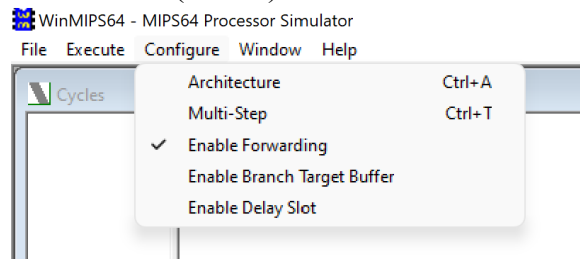 WinMIPS64 - MIPS64 Processor Simulator
File Execute Configure Window Help
Cycles
Architecture Ctrl+A
Multi-Step Ctrl+T
Enable Forwarding
Enable Branch Target Buffer
Enable Delay Slot